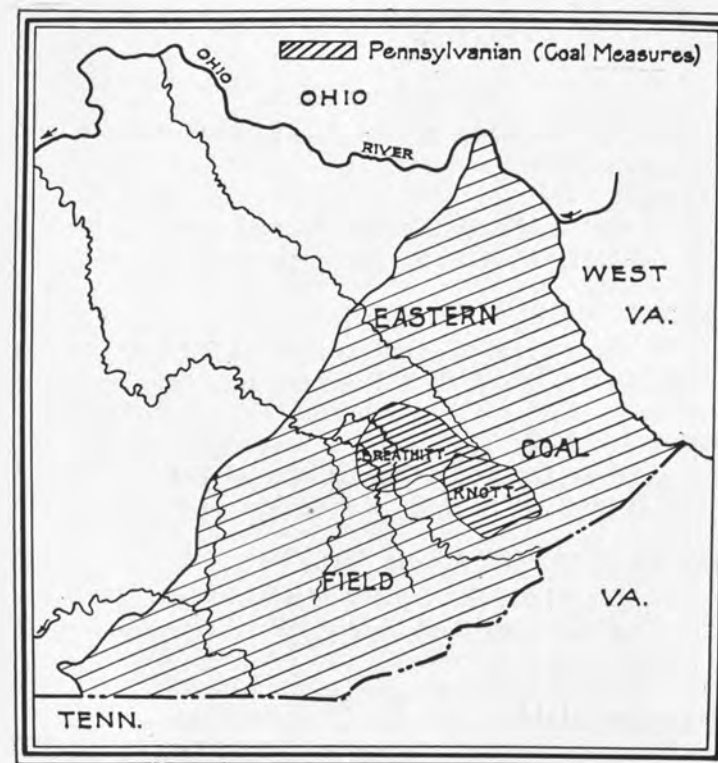 Pennsylvanian (Coal Measures)
OHIO
OHIO
RIVER
WEST
VA.
EASTERN
BREATHITT
COAL
KNOTT
FIELD
VA.
TENN.